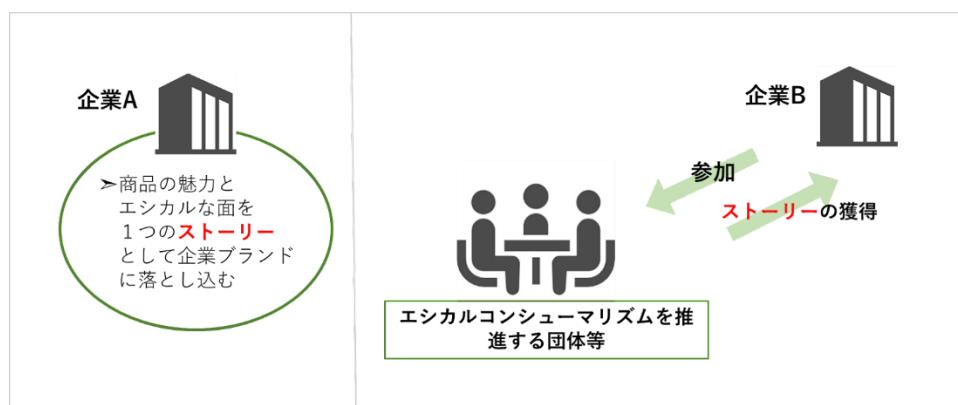 企業A
➢商品の魅力と
エシカルな面を
１つのストーリー
として企業ブランド
に落とし込む
企業B
参加
ストーリーの獲得
エシカルコンシューマリズムを推
進する団体等